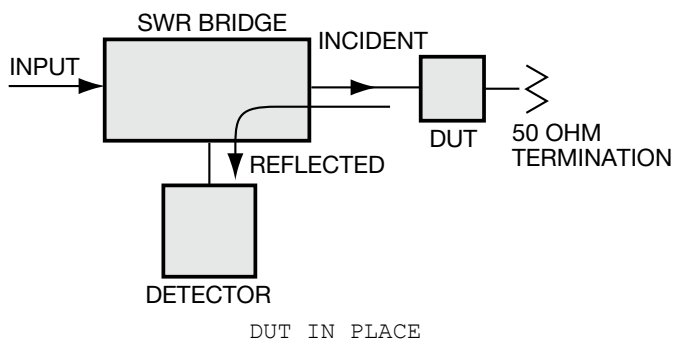 SWR BRIDGE
INPUT
INCIDENT
DUT
50 OHM
TERMINATION
REFLECTED
DETECTOR
DUT IN PLACE